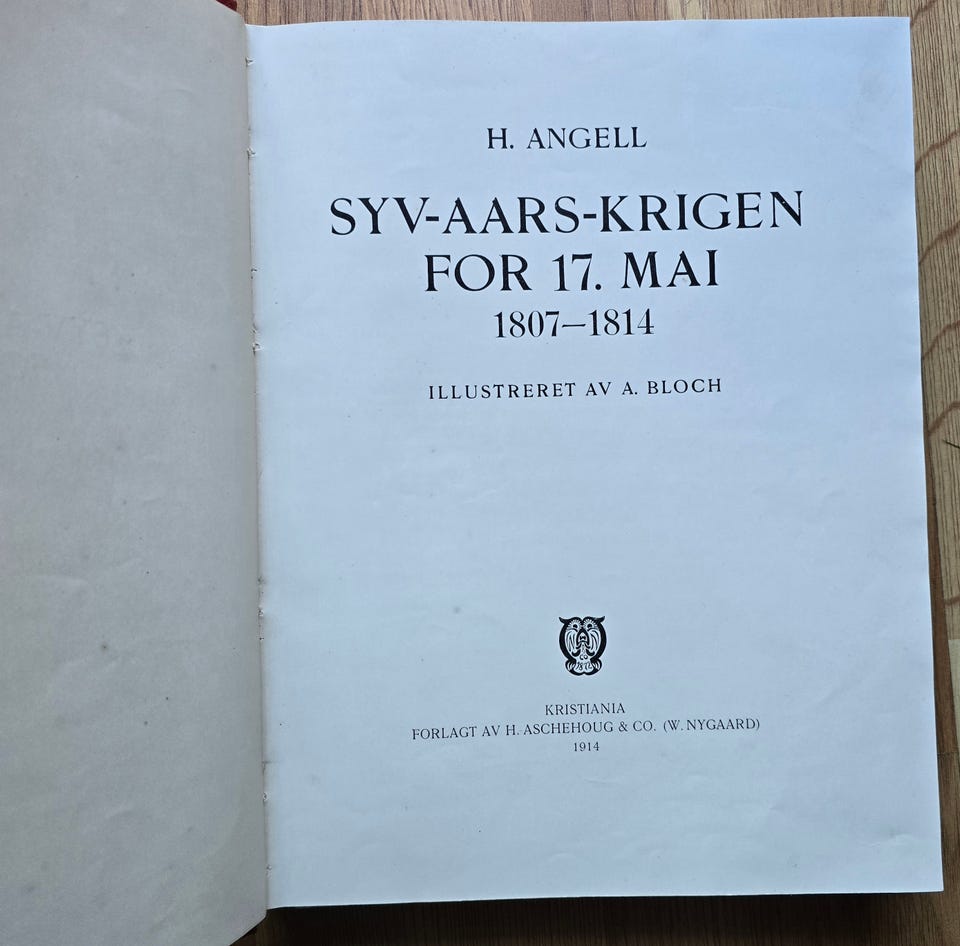 H. ANGELL
SYV-AARS-KRIGEN
FOR 17. MAI
1807—1814
ILLUSTRERET AV A. BLOCH
KRISTIANIA
FORLAGT AV H. ASCHEHOUG & CO. (W. NYGAARD)
1914